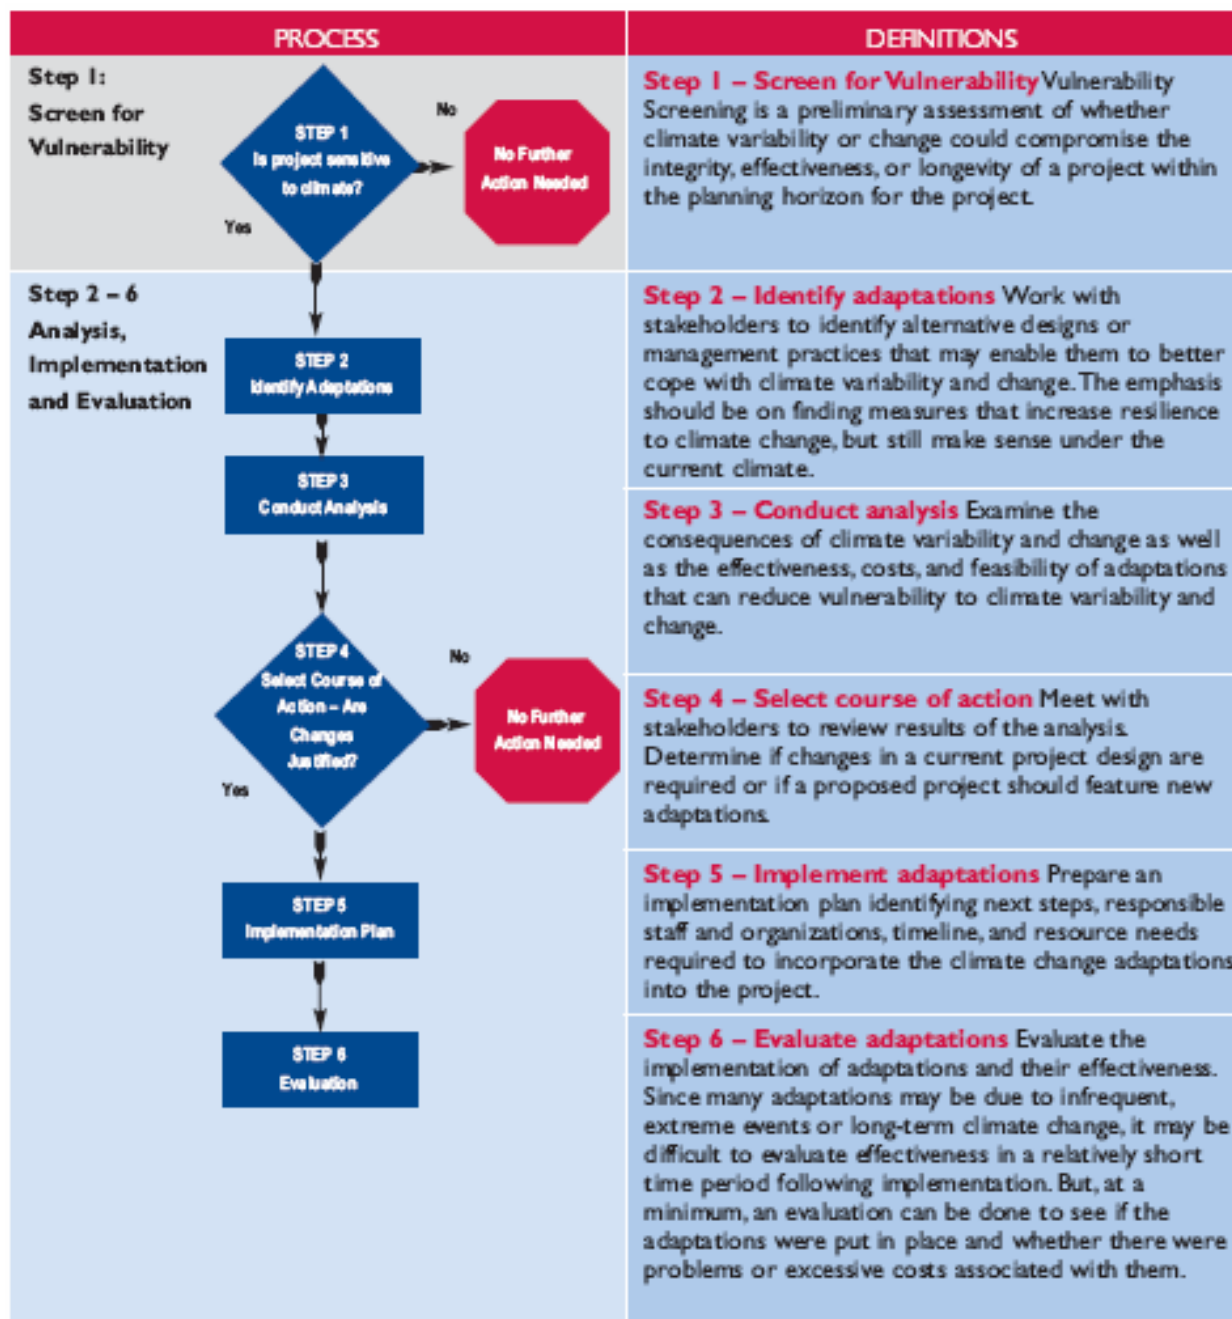 PROCESS
DEFINITIONS
Step 1:
Screen for
Vulnerability
STEP 1
Is project sensitive
to climate?
No
No Further
Action Needed
Yes
Step 1 – Screen for Vulnerability Vulnerability
Screening is a preliminary assessment of whether
climate variability or change could compromise the
integrity, effectiveness, or longevity of a project within
the planning horizon for the project.
Step 2 – 6
Analysis,
Implementation
and Evaluation
STEP 2
Identify Adaptations
Step 2 – Identify adaptations Work with
stakeholders to identify alternative designs or
management practices that may enable them to better
cope with climate variability and change. The emphasis
should be on finding measures that increase resilience
to climate change, but still make sense under the
current climate.
STEP 3
Conduct Analysis
Step 3 – Conduct analysis Examine the
consequences of climate variability and change as well
as the effectiveness, costs, and feasibility of adaptations
that can reduce vulnerability to climate variability and
change.
STEP 4
Select Course of
Action – Are
Changes
Justified?
No
No Further
Action Needed
Yes
Step 4 – Select course of action Meet with
stakeholders to review results of the analysis.
Determine if changes in a current project design are
required or if a proposed project should feature new
adaptations.
STEP 5
Implementation Plan
Step 5 – Implement adaptations Prepare an
implementation plan identifying next steps, responsible
staff and organizations, timeline, and resource needs
required to incorporate the climate change adaptations
into the project.
STEP 6
Evaluation
Step 6 – Evaluate adaptations Evaluate the
implementation of adaptations and their effectiveness.
Since many adaptations may be due to infrequent,
extreme events or long-term climate change, it may be
difficult to evaluate effectiveness in a relatively short
time period following implementation. But, at a
minimum, an evaluation can be done to see if the
adaptations were put in place and whether there were
problems or excessive costs associated with them.